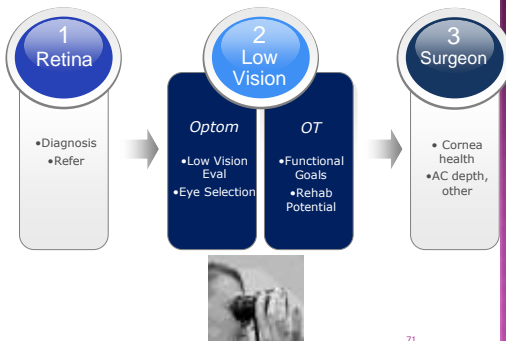 1
Retina
•Diagnosis
•Refer
2
Low
Vision
Optom
•Low Vision
Eval
•Eye Selection
OT
•Functional
Goals
•Rehab
Potential
3
Surgeon
• Cornea
health
•AC depth,
other
71